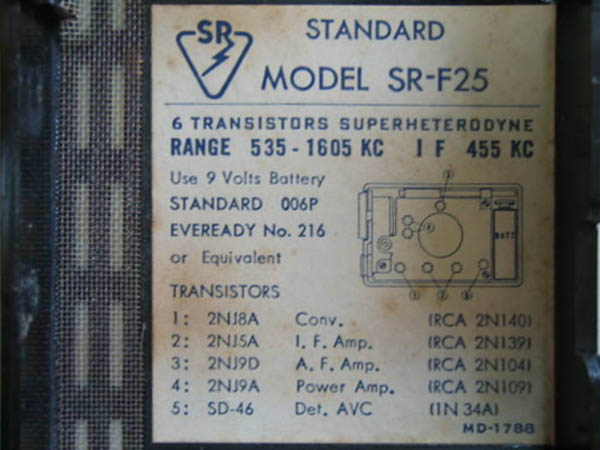 SR
STANDARD
MODEL SR-F25
6 TRANSISTORS SUPERHETERODYNE
RANGE 535-1605 KC I F 455 KC
Use 9 Volts Battery
STANDARD 006P
EVEREADY No. 216
or Equivalent
BATT
TRANSISTORS
1: 2NJ8A Conv. (RCA 2N140)
2: 2NJ5A I. F. Amp. (RCA 2N139)
3: 2NJ9D A. F. Amp. (RCA 2N104)
4: 2NJ9A Power Amp. (RCA 2N109)
5: SD-46 Det. AVC (1N 34A)
MD-1788